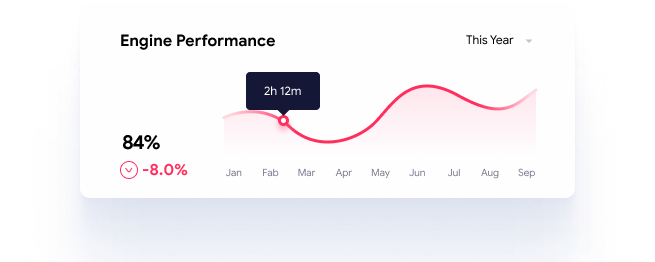 Engine Performance
This Year
2h 12m
84%
-8.0%
Jan Feb Mar Apr May Jun Jul Aug Sep